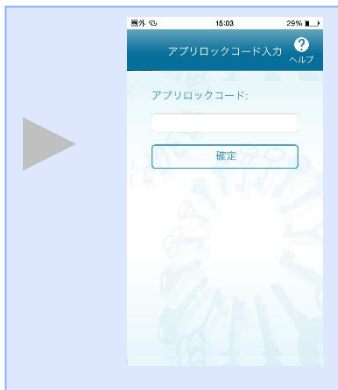 圏外 15:03 29%
アプリロックコード入力 ?
ヘルプ
アプリロックコード:
確定